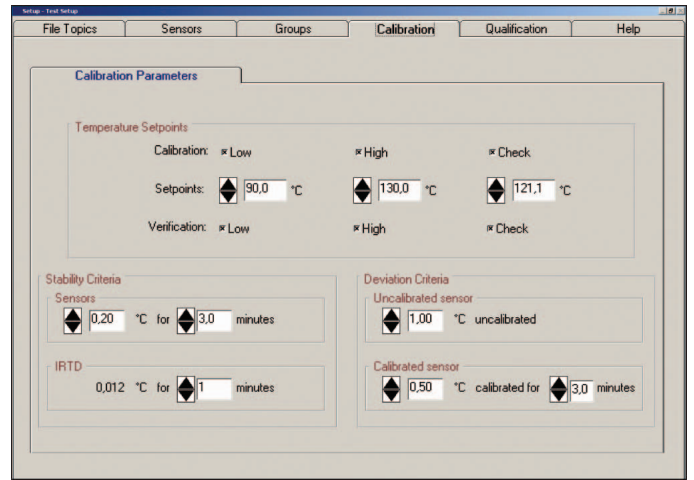 Setup - Test Setup
File Topics Sensors Groups Calibration Qualification Help
Calibration Parameters
Temperature Setpoints
Calibration: Low High Check
Setpoints: 90,0 °C 130,0 °C 121,1 °C
Verification: Low High Check
Stability Criteria
Sensors
0,20 °C for 3,0 minutes
IRTD
0,012 °C for 1 minutes
Deviation Criteria
Uncalibrated sensor
1,00 °C uncalibrated
Calibrated sensor
0,50 °C calibrated for 3,0 minutes